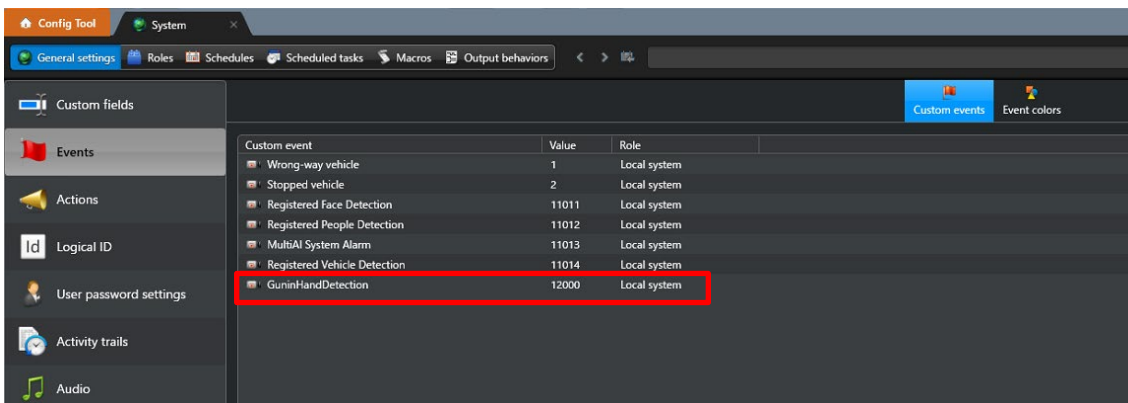 Config Tool System
General settings Roles Schedules Scheduled tasks Macros Output behaviors
Custom fields
Custom events Event colors
Events
Actions
Id Logical ID
User password settings
Activity trails
Audio
Custom event Value Role
Wrong-way vehicle 1 Local system
Stopped vehicle 2 Local system
Registered Face Detection 11011 Local system
Registered People Detection 11012 Local system
MultiAI System Alarm 11013 Local system
Registered Vehicle Detection 11014 Local system
GuninHandDetection 12000 Local system